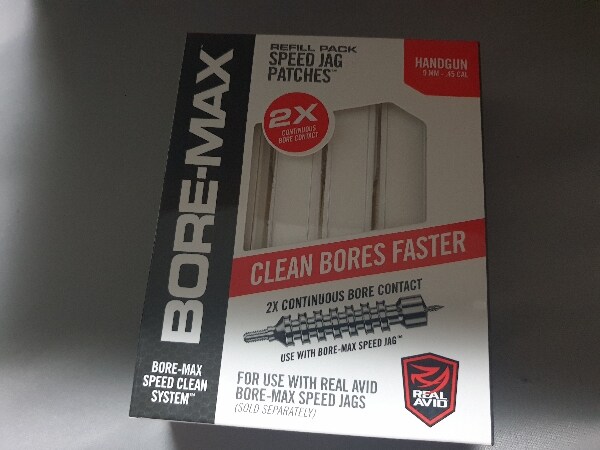 BORE-MAX
BORE-MAX
SPEED CLEAN
SYSTEM™
REFILL PACK
SPEED JAG
PATCHES™
HANDGUN
9 MM - .45 CAL
2X
CONTINUOUS
BORE CONTACT
CLEAN BORES FASTER
2X CONTINUOUS BORE CONTACT
USE WITH BORE-MAX SPEED JAG™
FOR USE WITH REAL AVID
BORE-MAX SPEED JAGS
(SOLD SEPARATELY)
REAL
AVID